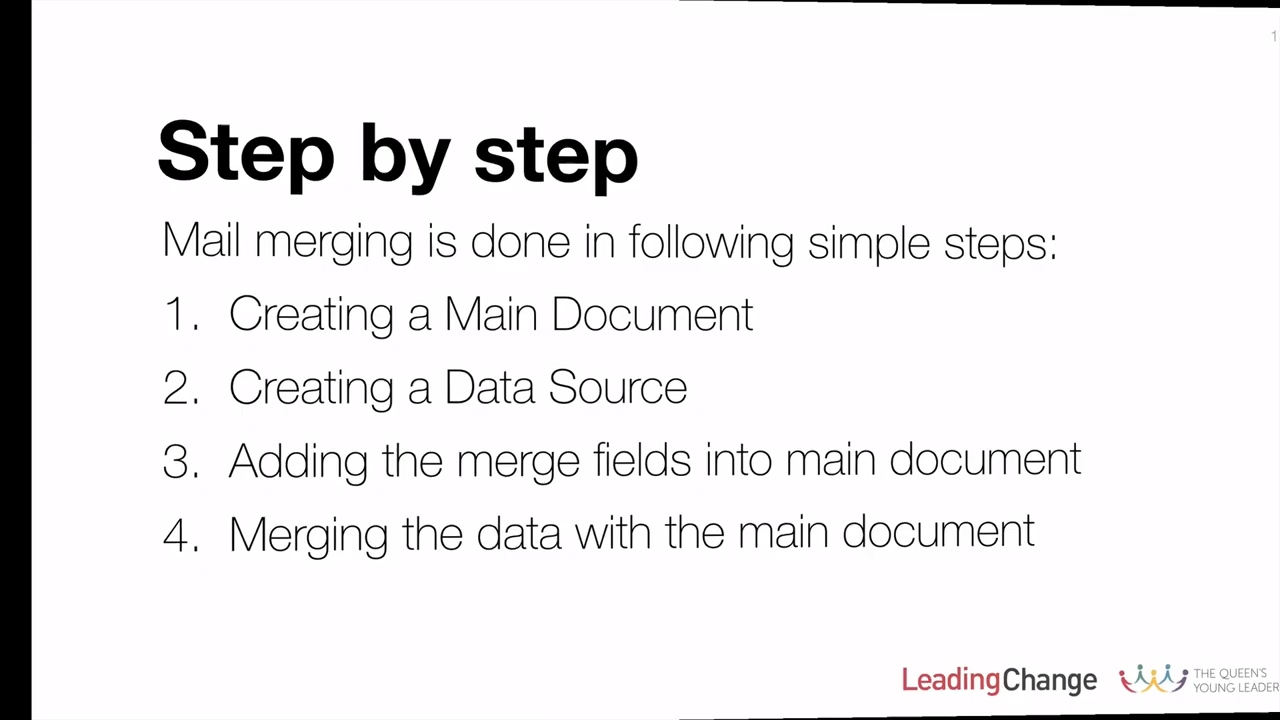 1
Step by step
Mail merging is done in following simple steps:
1. Creating a Main Document
2. Creating a Data Source
3. Adding the merge fields into main document
4. Merging the data with the main document
LeadingChange
THE QUEEN'S
YOUNG LEADER